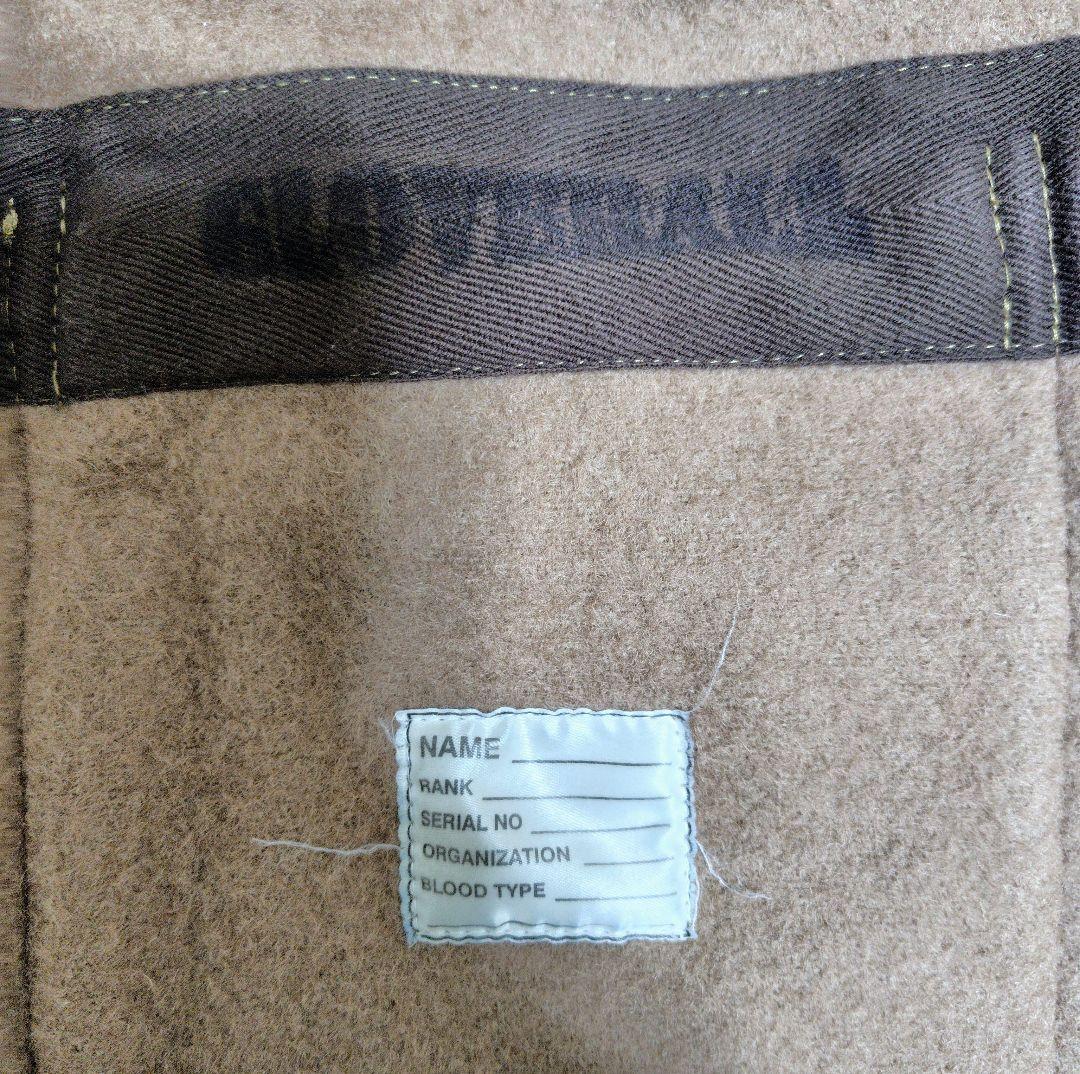 NAME
RANK
SERIAL NO
ORGANIZATION
BLOOD TYPE